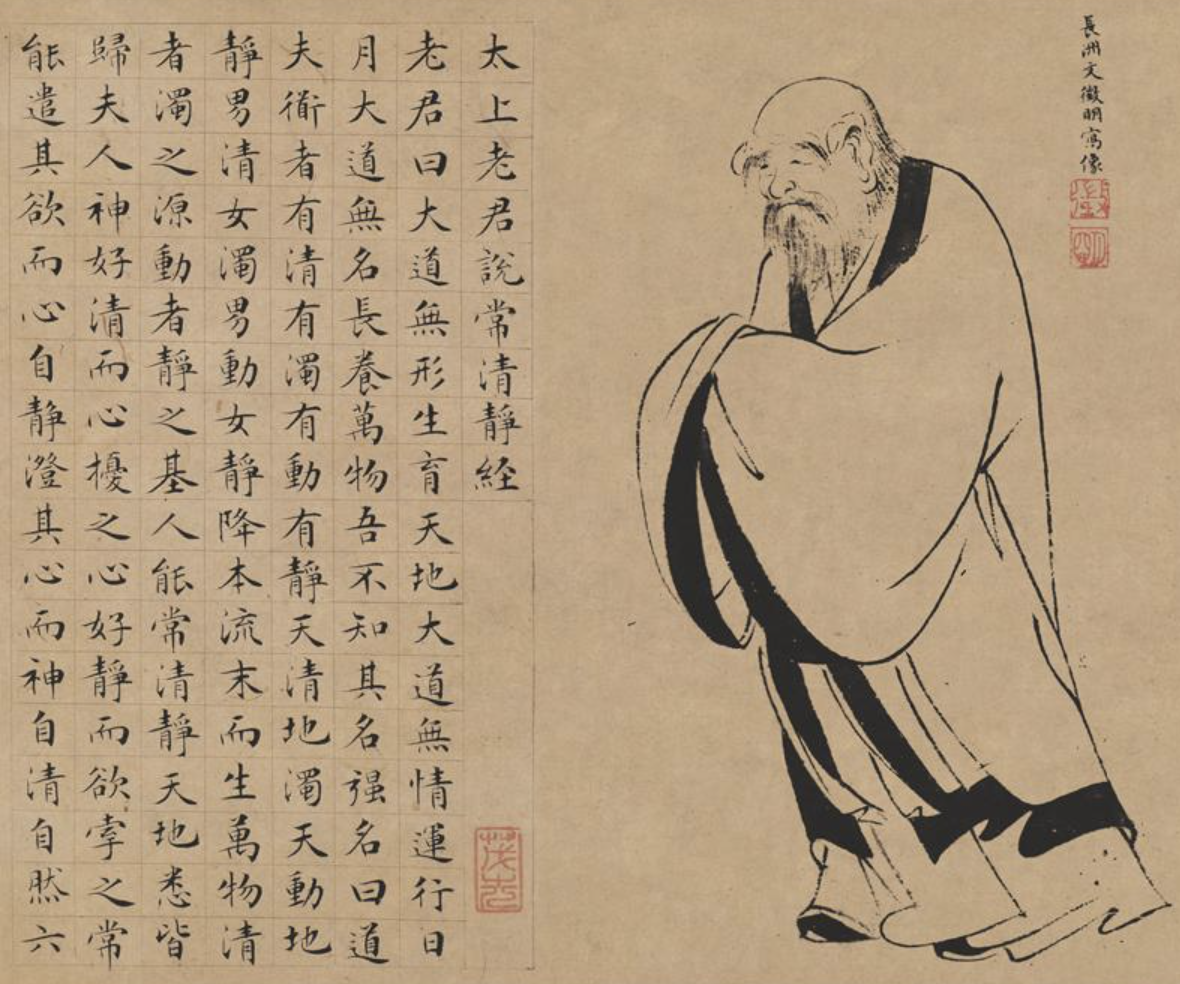 長洲文徵明寫像
太上老君說常清靜経
老君曰大道無形生育天地大道無情運行日
月大道無名長養萬物吾不知其名强名曰道
夫衜者有清有濁有動有靜天清地濁天動地
靜男清女濁男動女靜降本流末而生萬物清
者濁之源動者靜之基人能常清靜天地悉皆
歸夫人神好清而心擾之心好靜而欲牽之常
能遣其欲而心自静澄其心而神自清自然六